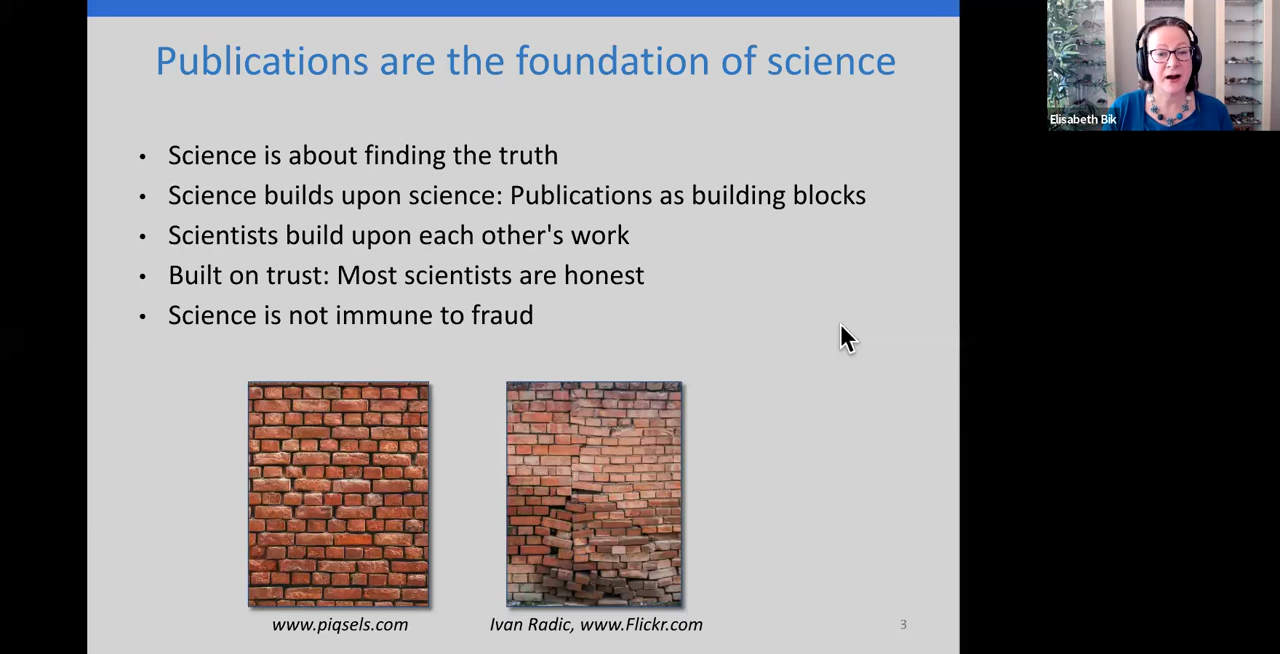 Publications are the foundation of science
• Science is about finding the truth
• Science builds upon science: Publications as building blocks
• Scientists build upon each other's work
• Built on trust: Most scientists are honest
• Science is not immune to fraud
www.piqsels.com
Ivan Radic, www.Flickr.com
3
Elisabeth Bik